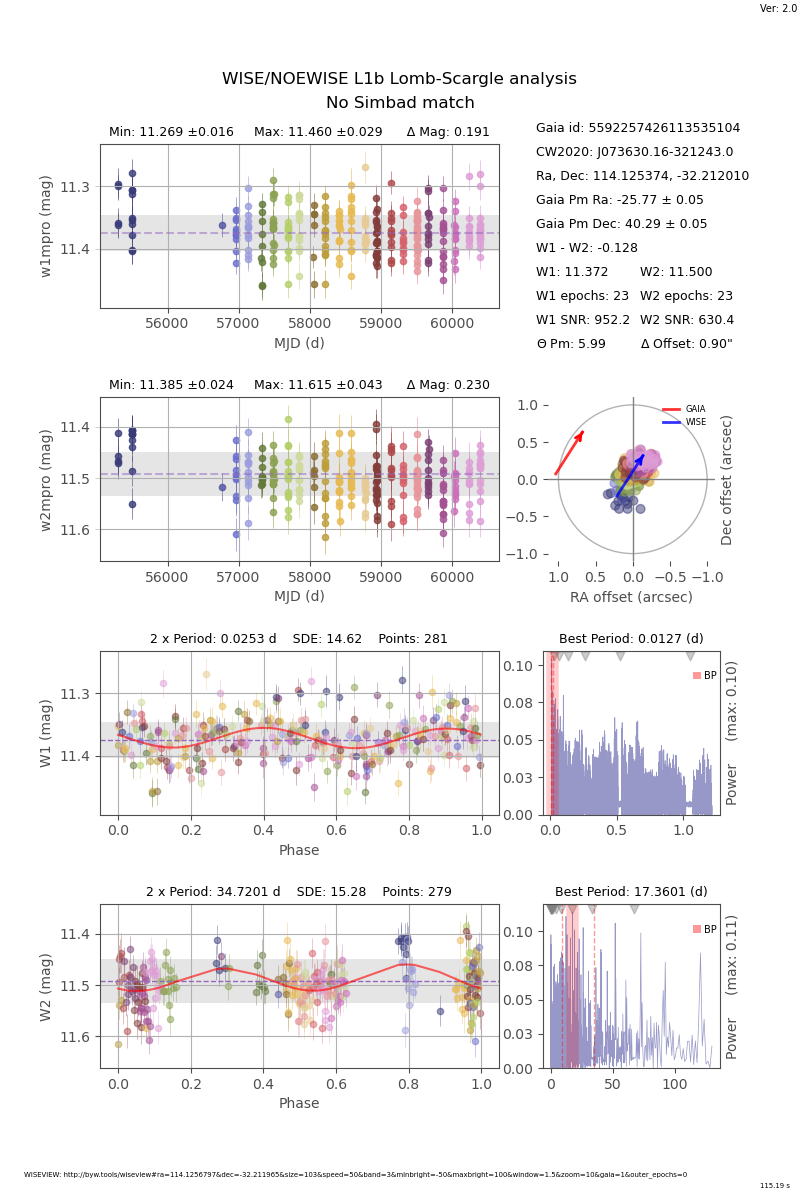 Ver: 2.0
WISE/NOEWISE L1b Lomb-Scargle analysis
No Simbad match
Min: 11.269 ±0.016 Max: 11.460 ±0.029 Δ Mag: 0.191
w1mpro (mag)
11.3
11.4
56000 57000 58000 59000 60000
MJD (d)
Gaia id: 5592257426113535104
CW2020: J073630.16-321243.0
Ra, Dec: 114.125374, -32.212010
Gaia Pm Ra: -25.77 ± 0.05
Gaia Pm Dec: 40.29 ± 0.05
W1 - W2: -0.128
W1: 11.372 W2: 11.500
W1 epochs: 23 W2 epochs: 23
W1 SNR: 952.2 W2 SNR: 630.4
Θ Pm: 5.99 Δ Offset: 0.90"
Min: 11.385 ±0.024 Max: 11.615 ±0.043 Δ Mag: 0.230
w2mpro (mag)
11.4
11.5
11.6
56000 57000 58000 59000 60000
MJD (d)
GAIA
WISE
1.0
0.5
0.0
−0.5
−1.0
1.0 0.5 0.0 −0.5 −1.0
RA offset (arcsec)
Dec offset (arcsec)
2 x Period: 0.0253 d SDE: 14.62 Points: 281
W1 (mag)
11.3
11.4
0.0 0.2 0.4 0.6 0.8 1.0
Phase
Best Period: 0.0127 (d)
BP
0.10
0.08
0.05
0.03
0.00
0.0 0.5 1.0
Power (max: 0.10)
2 x Period: 34.7201 d SDE: 15.28 Points: 279
W2 (mag)
11.4
11.5
11.6
0.0 0.2 0.4 0.6 0.8 1.0
Phase
Best Period: 17.3601 (d)
BP
0.10
0.08
0.05
0.03
0.00
0 50 100
Power (max: 0.11)
WISEVIEW: http://byw.tools/wiseview#ra=114.1256797&dec=-32.211965&size=103&speed=50&band=3&minbright=-50&maxbright=100&window=1.5&zoom=10&gaia=1&outer_epochs=0
115.19 s